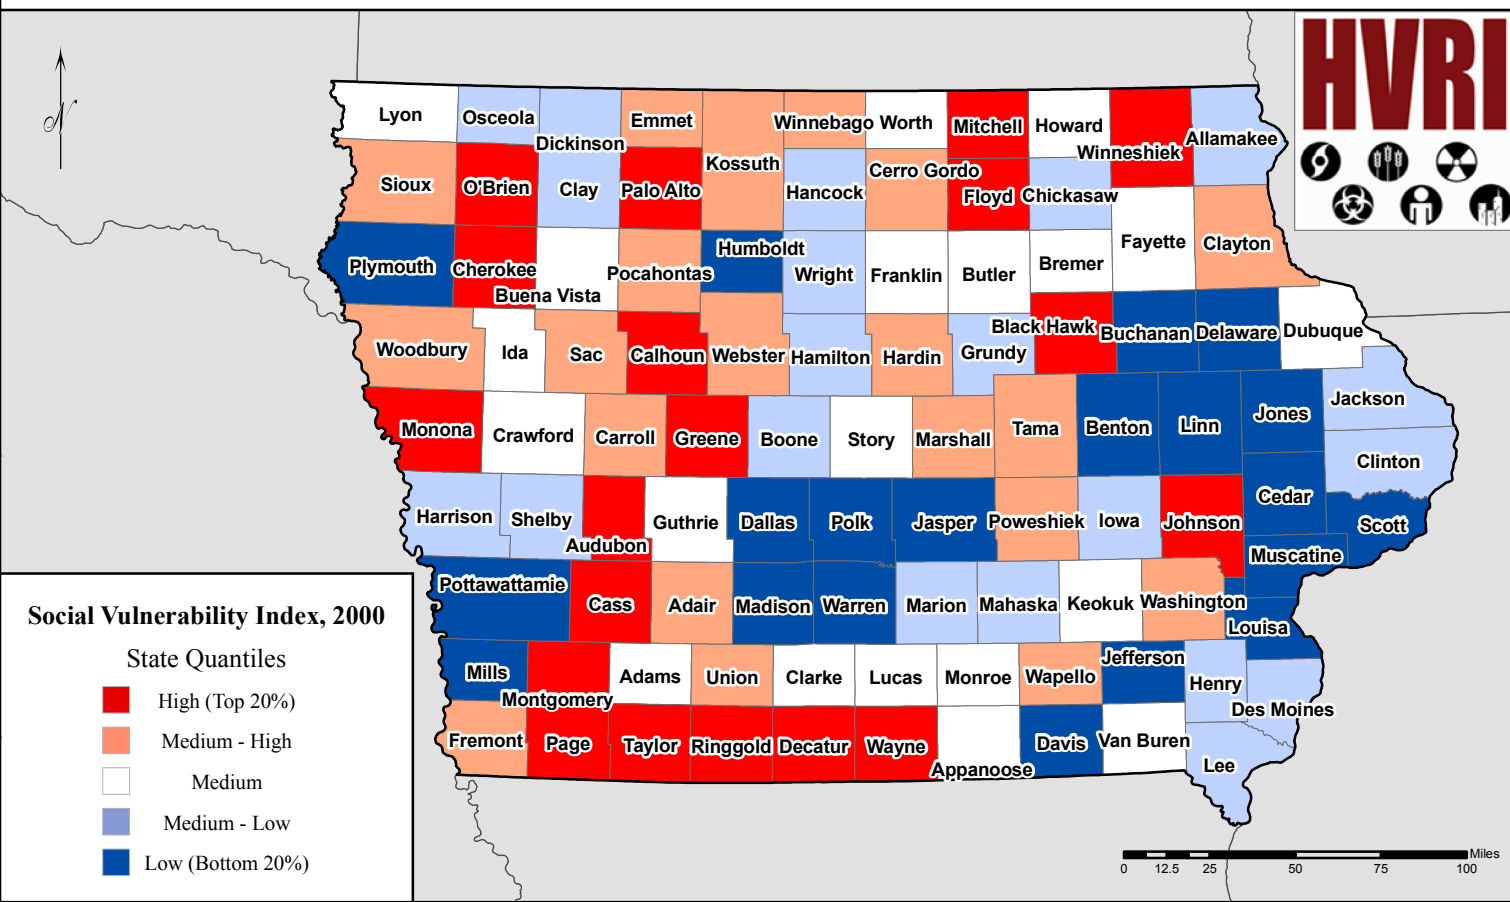 HVRI
N
Lyon
Osceola
Dickinson
Emmet
Winnebago
Worth
Mitchell
Howard
Winneshiek
Allamakee
Sioux
O'Brien
Clay
Palo Alto
Kossuth
Hancock
Cerro Gordo
Floyd
Chickasaw
Fayette
Clayton
Plymouth
Cherokee
Buena Vista
Pocahontas
Humboldt
Wright
Franklin
Butler
Bremer
Woodbury
Ida
Sac
Calhoun
Webster
Hamilton
Hardin
Grundy
Black Hawk
Buchanan
Delaware
Dubuque
Monona
Crawford
Carroll
Greene
Boone
Story
Marshall
Tama
Benton
Linn
Jones
Jackson
Clinton
Harrison
Shelby
Audubon
Guthrie
Dallas
Polk
Jasper
Poweshiek
Iowa
Johnson
Cedar
Scott
Muscatine
Pottawattamie
Cass
Adair
Madison
Warren
Marion
Mahaska
Keokuk
Washington
Louisa
Mills
Montgomery
Adams
Union
Clarke
Lucas
Monroe
Wapello
Jefferson
Henry
Des Moines
Fremont
Page
Taylor
Ringgold
Decatur
Wayne
Appanoose
Davis
Van Buren
Lee
Social Vulnerability Index, 2000
State Quantiles
High (Top 20%)
Medium - High
Medium
Medium - Low
Low (Bottom 20%)
Miles
0 12.5 25 50 75 100